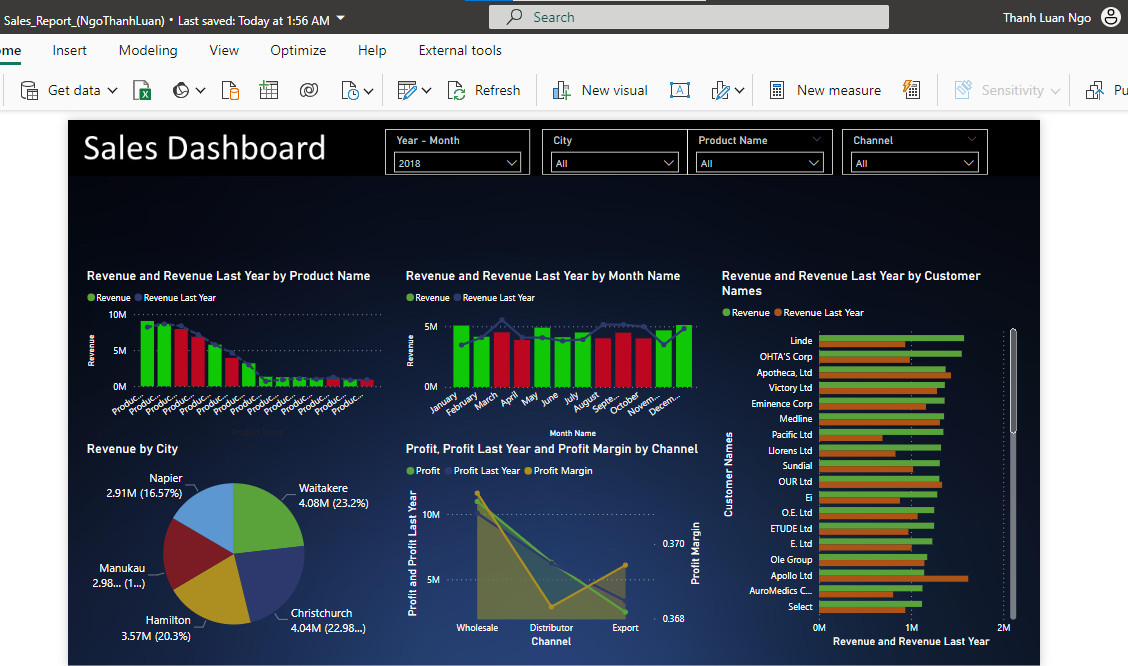 Sales_Report_(NgoThanhLuan) • Last saved: Today at 1:56 AM
Search
Thanh Luan Ngo
ome Insert Modeling View Optimize Help External tools
Get data Refresh New visual New measure Sensitivity Pu
Sales Dashboard
Year - Month
2018
City
All
Product Name
All
Channel
All
Revenue and Revenue Last Year by Product Name
Revenue Revenue Last Year
Revenue
10M
5M
0M
Produc... Produc... Produc... Produc... Produc... Produc... Produc... Produc... Produc... Produc... Produc... Produc... Produc... Produc...
Revenue and Revenue Last Year by Month Name
Revenue Revenue Last Year
Revenue
5M
0M
January February March April May June July August Septe... October Novem... Decem...
Month Name
Revenue and Revenue Last Year by Customer
Names
Revenue Revenue Last Year
Customer Names
Linde
OHTA'S Corp
Apotheca, Ltd
Victory Ltd
Eminence Corp
Medline
Pacific Ltd
Llorens Ltd
Sundial
OUR Ltd
Ei
O.E. Ltd
ETUDE Ltd
E. Ltd
Ole Group
Apollo Ltd
AuroMedics C...
Select
0M 1M 2M
Revenue and Revenue Last Year
Revenue by City
Napier
2.91M (16.57%)
Waitakere
4.08M (23.2%)
Manukau
2.98... (1...)
Hamilton
3.57M (20.3%)
Christchurch
4.04M (22.98...)
Profit, Profit Last Year and Profit Margin by Channel
Profit Profit Last Year Profit Margin
Profit and Profit Last Year
10M
5M
0.370
0.368
Profit Margin
Wholesale Distributor Export
Channel